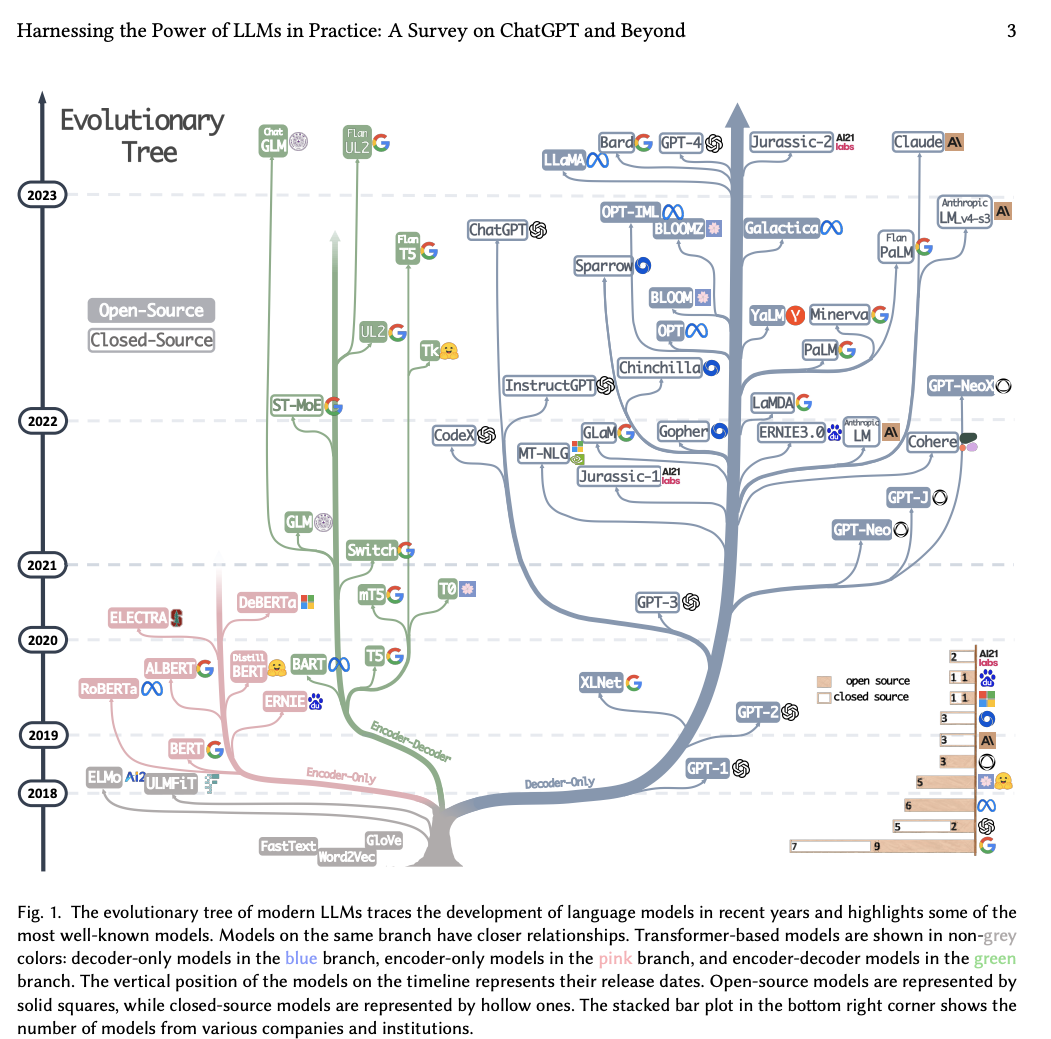 Harnessing the Power of LLMs in Practice: A Survey on ChatGPT and Beyond
3
Evolutionary
Tree
Chat
GLM
Flan
UL2
Bard
GPT-4
Jurassic-2
AI21
labs
Claude
A\
LLaMA
2023
Anthropic
LM_v4-s3
A\
OPT-IML
ChatGPT
BLOOMZ
Galactica
Flan
T5
Flan
PaLM
Sparrow
Open-Source
Closed-Source
BLOOM
YaLM
Y
Minerva
UL2
OPT
Tk
PaLM
Chinchilla
InstructGPT
GPT-NeoX
ST-MoE
LaMDA
2022
CodeX
GLaM
Gopher
ERNIE3.0
du
Anthropic
LM
A\
Cohere
MT-NLG
Jurassic-1
AI21
labs
GPT-J
GLM
GPT-Neo
Switch
2021
mT5
T0
DeBERTa
GPT-3
ELECTRA
S
2020
ALBERT
Distill
BERT
BART
T5
RoBERTa
XLNet
ERNIE
du
GPT-2
2019
BERT
Encoder-Decoder
ELMo
AI2
ULMFiT
Encoder-Only
Decoder-Only
GPT-1
2018
FastText
Word2Vec
GloVe
open source
closed source
2
AI21
labs
1 1
du
1 1
3
3
A\
3
5
6
5 2
7 9
Fig. 1. The evolutionary tree of modern LLMs traces the development of language models in recent years and highlights some of the
most well-known models. Models on the same branch have closer relationships. Transformer-based models are shown in non-grey
colors: decoder-only models in the blue branch, encoder-only models in the pink branch, and encoder-decoder models in the green
branch. The vertical position of the models on the timeline represents their release dates. Open-source models are represented by
solid squares, while closed-source models are represented by hollow ones. The stacked bar plot in the bottom right corner shows the
number of models from various companies and institutions.